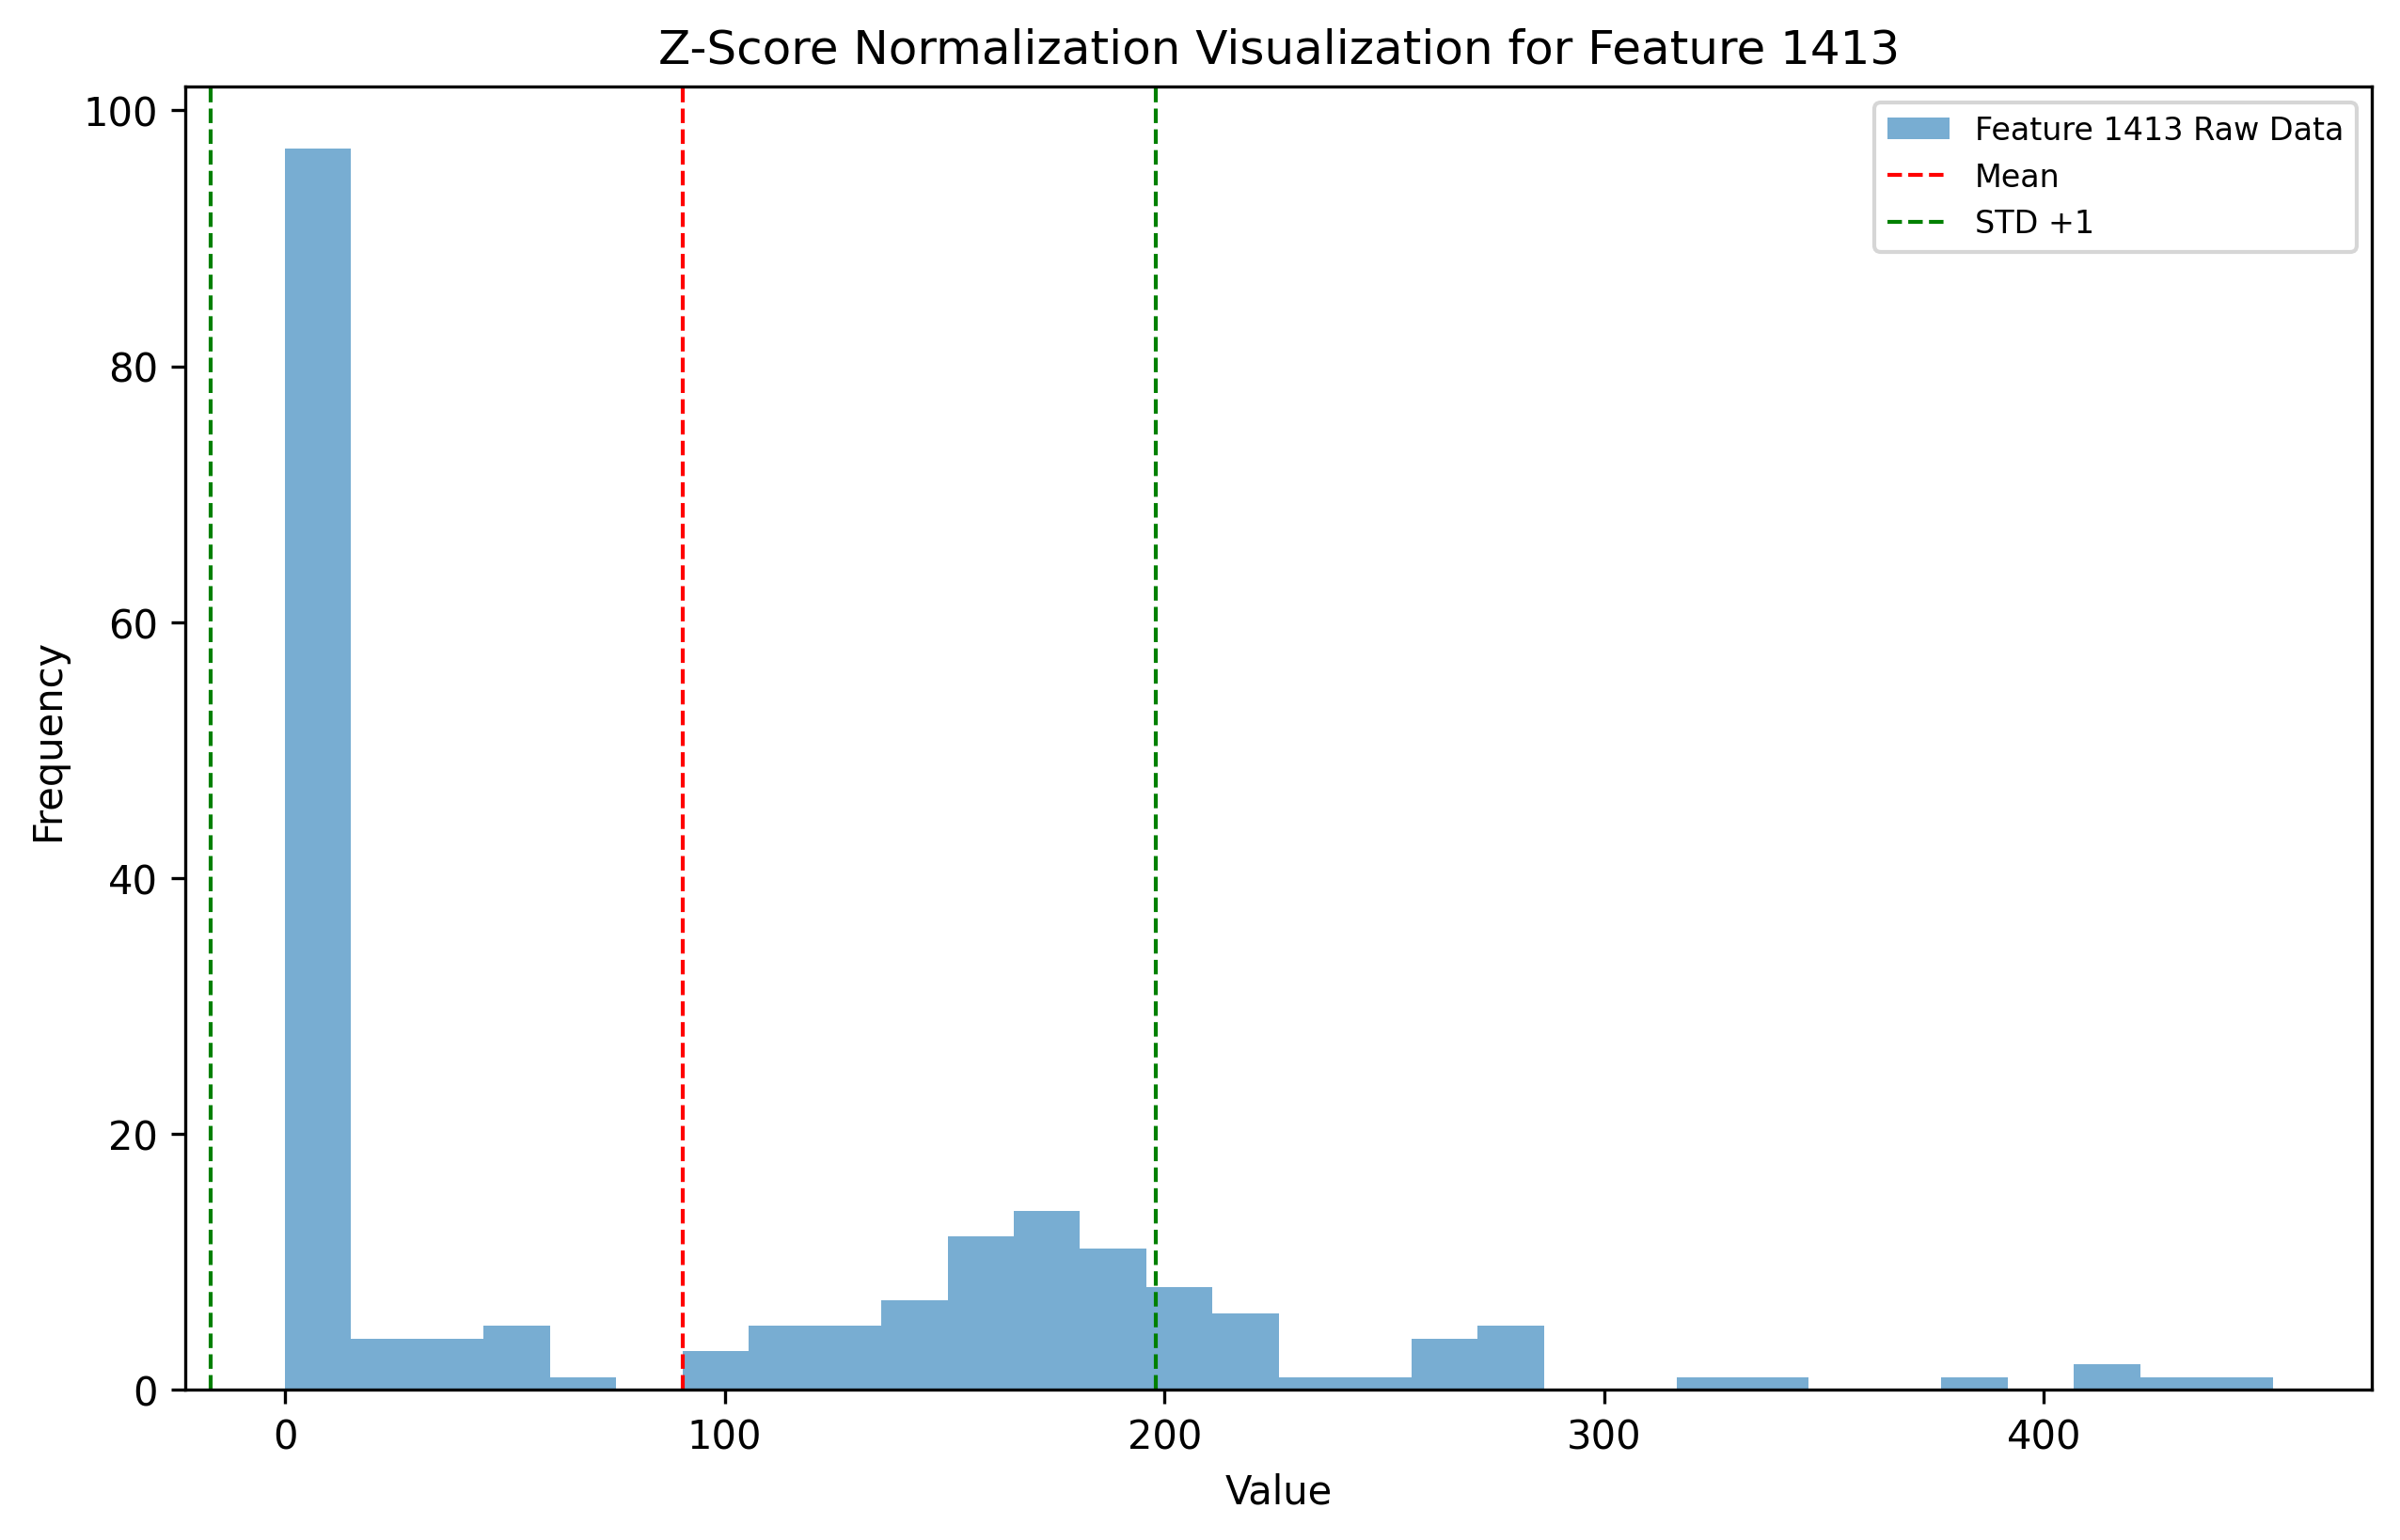 Z-Score Normalization Visualization for Feature 1413
Feature 1413 Raw Data
Mean
STD +1
100
80
60
40
20
0
Frequency
0 100 200 300 400
Value